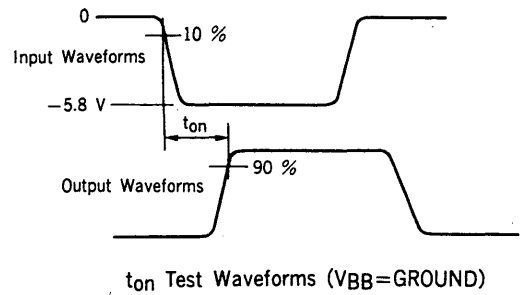 0
10 %
Input Waveforms
−5.8 V
ton
90 %
Output Waveforms
ton Test Waveforms (VBB=GROUND)